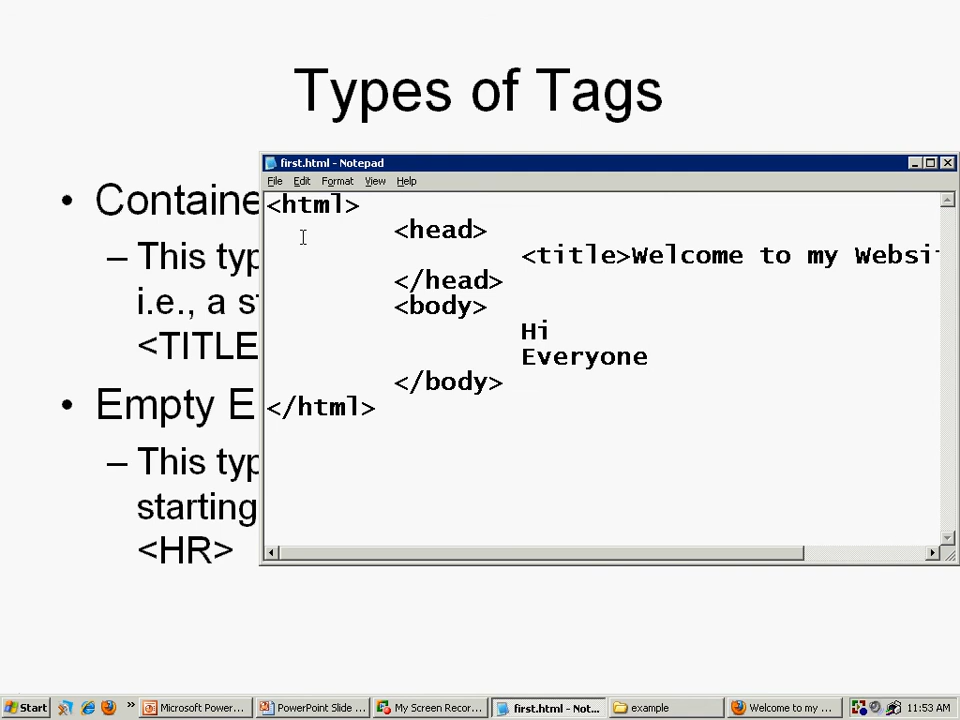 Types of Tags
• Containe
– This typ
i.e., a st
<TITLE
• Empty E
– This typ
starting
<HR>
first.html - Notepad
File Edit Format View Help
<html>
<head>
<title>Welcome to my Websit
</head>
<body>
Hi
Everyone
</body>
</html>
Start
»
Microsoft Power...
PowerPoint Slide ...
My Screen Recor...
first.html - Not...
example
Welcome to my ...
11:53 AM